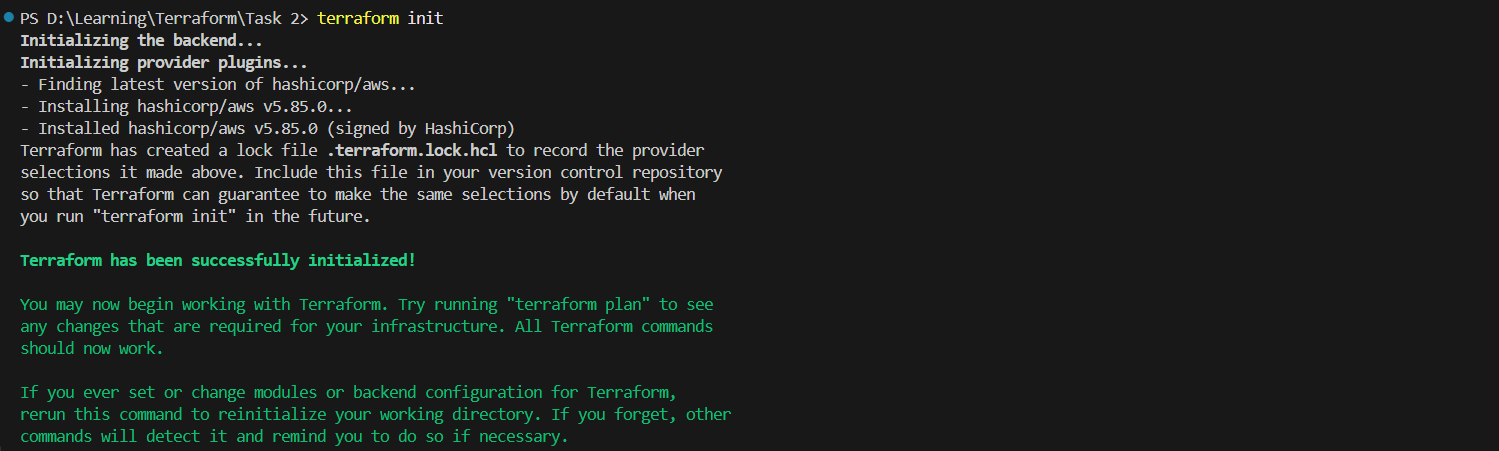 PS D:\Learning\Terraform\Task 2> terraform init
Initializing the backend...
Initializing provider plugins...
- Finding latest version of hashicorp/aws...
- Installing hashicorp/aws v5.85.0...
- Installed hashicorp/aws v5.85.0 (signed by HashiCorp)
Terraform has created a lock file .terraform.lock.hcl to record the provider
selections it made above. Include this file in your version control repository
so that Terraform can guarantee to make the same selections by default when
you run "terraform init" in the future.
Terraform has been successfully initialized!
You may now begin working with Terraform. Try running "terraform plan" to see
any changes that are required for your infrastructure. All Terraform commands
should now work.
If you ever set or change modules or backend configuration for Terraform,
rerun this command to reinitialize your working directory. If you forget, other
commands will detect it and remind you to do so if necessary.